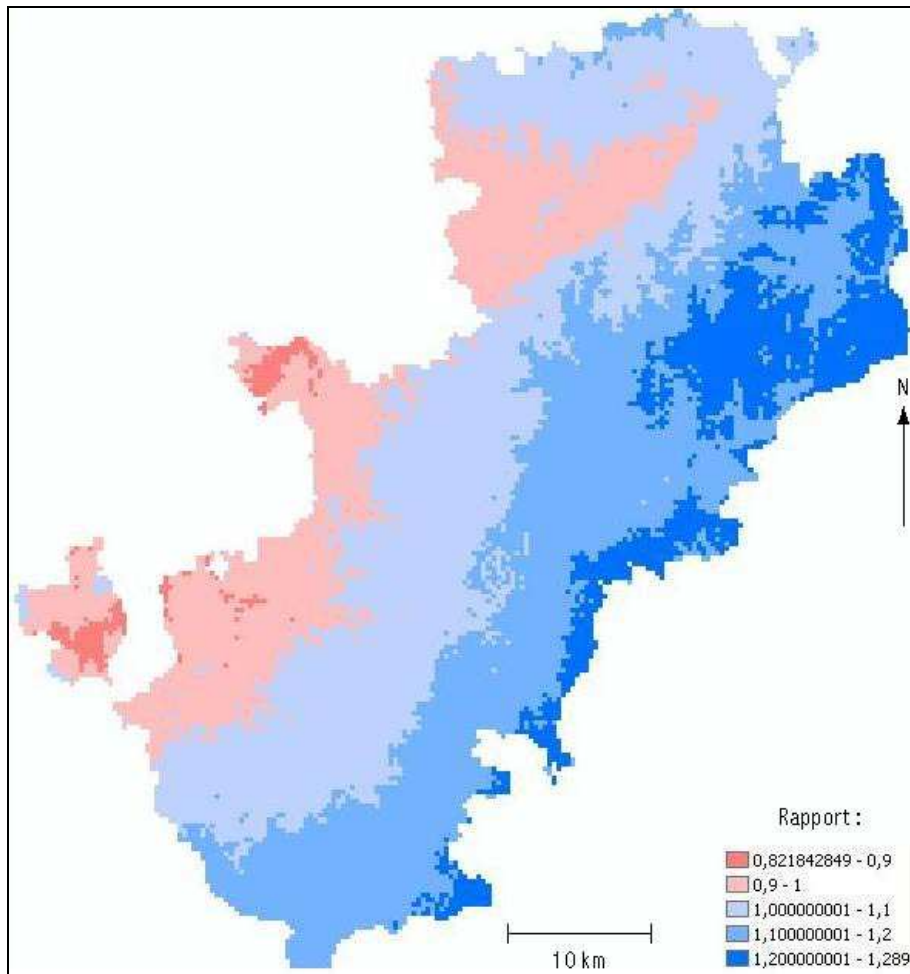 N
Rapport :
0,821842849 - 0,9
0,9 - 1
1,000000001 - 1,1
1,100000001 - 1,2
1,200000001 - 1,289
10 km